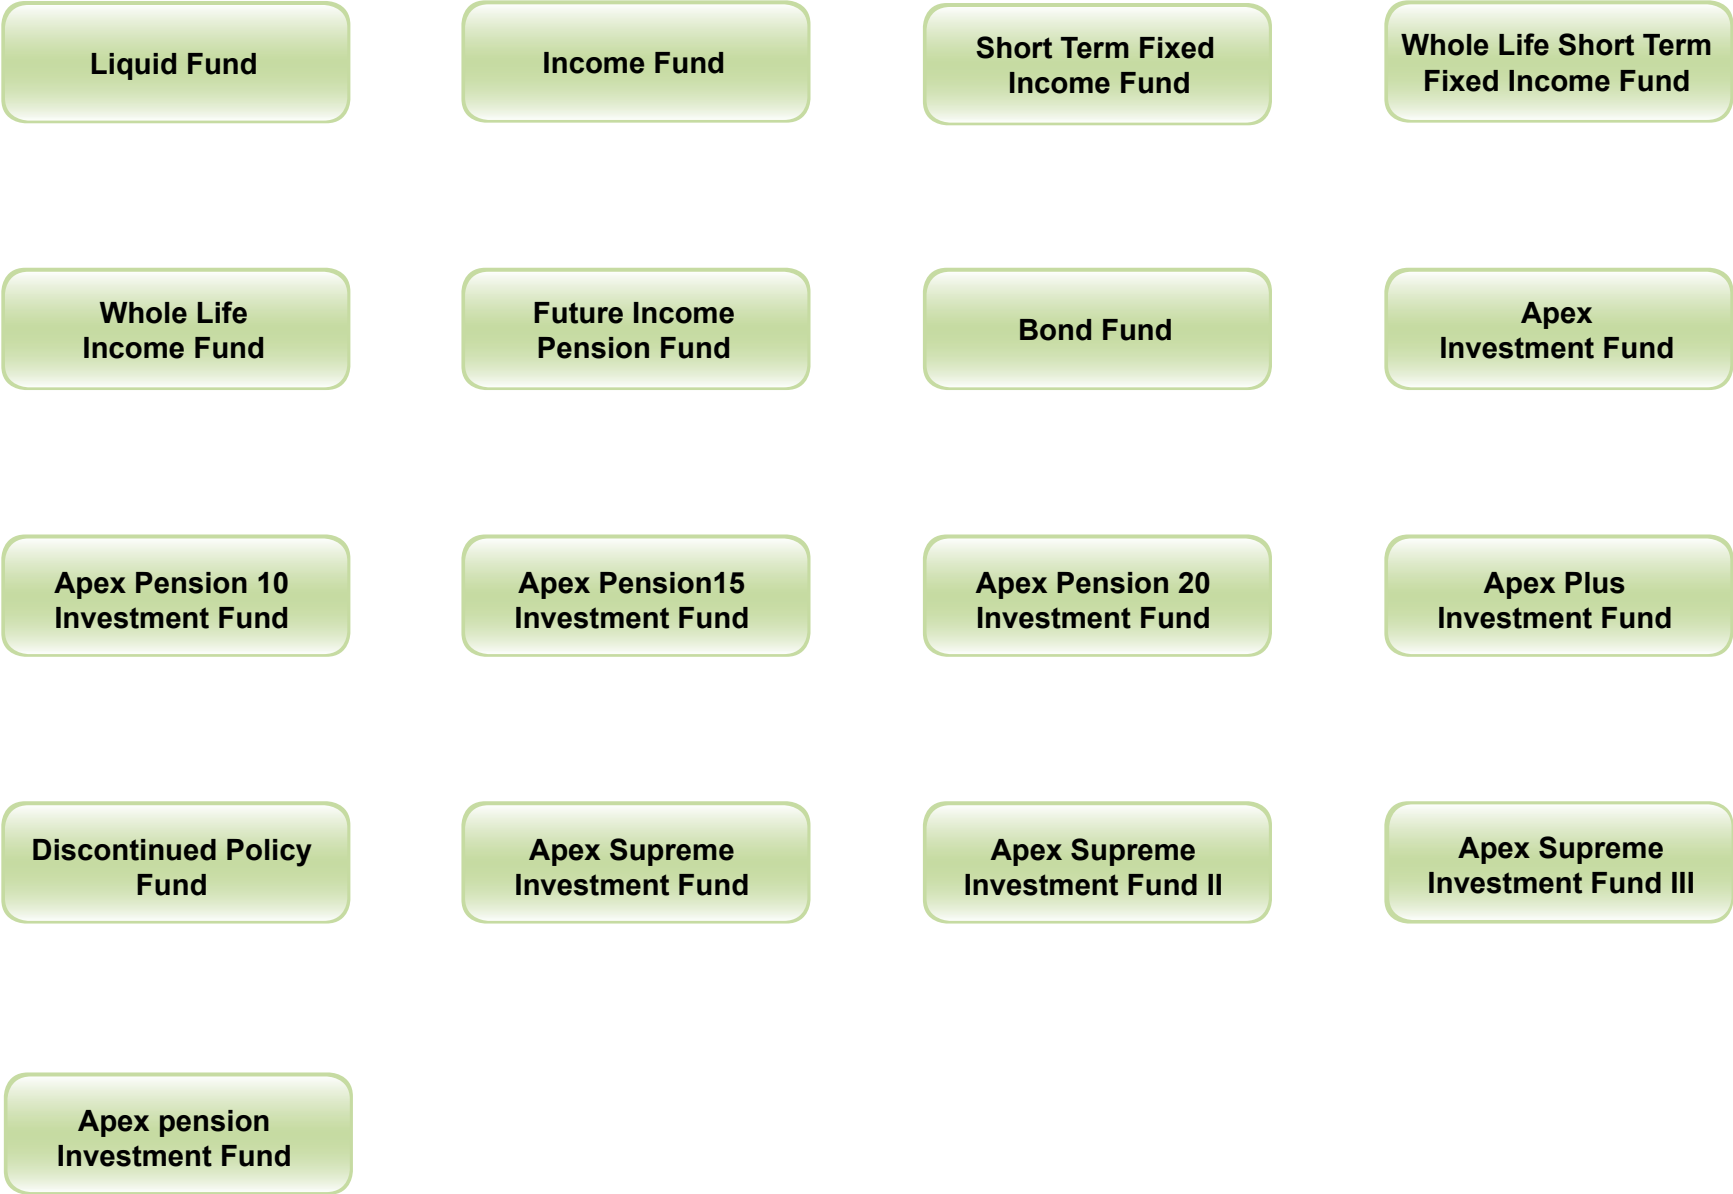 Liquid Fund
Income Fund
Short Term Fixed
Income Fund
Whole Life Short Term
Fixed Income Fund
Whole Life
Income Fund
Future Income
Pension Fund
Bond Fund
Apex
Investment Fund
Apex Pension 10
Investment Fund
Apex Pension15
Investment Fund
Apex Pension 20
Investment Fund
Apex Plus
Investment Fund
Discontinued Policy
Fund
Apex Supreme
Investment Fund
Apex Supreme
Investment Fund II
Apex Supreme
Investment Fund III
Apex pension
Investment Fund